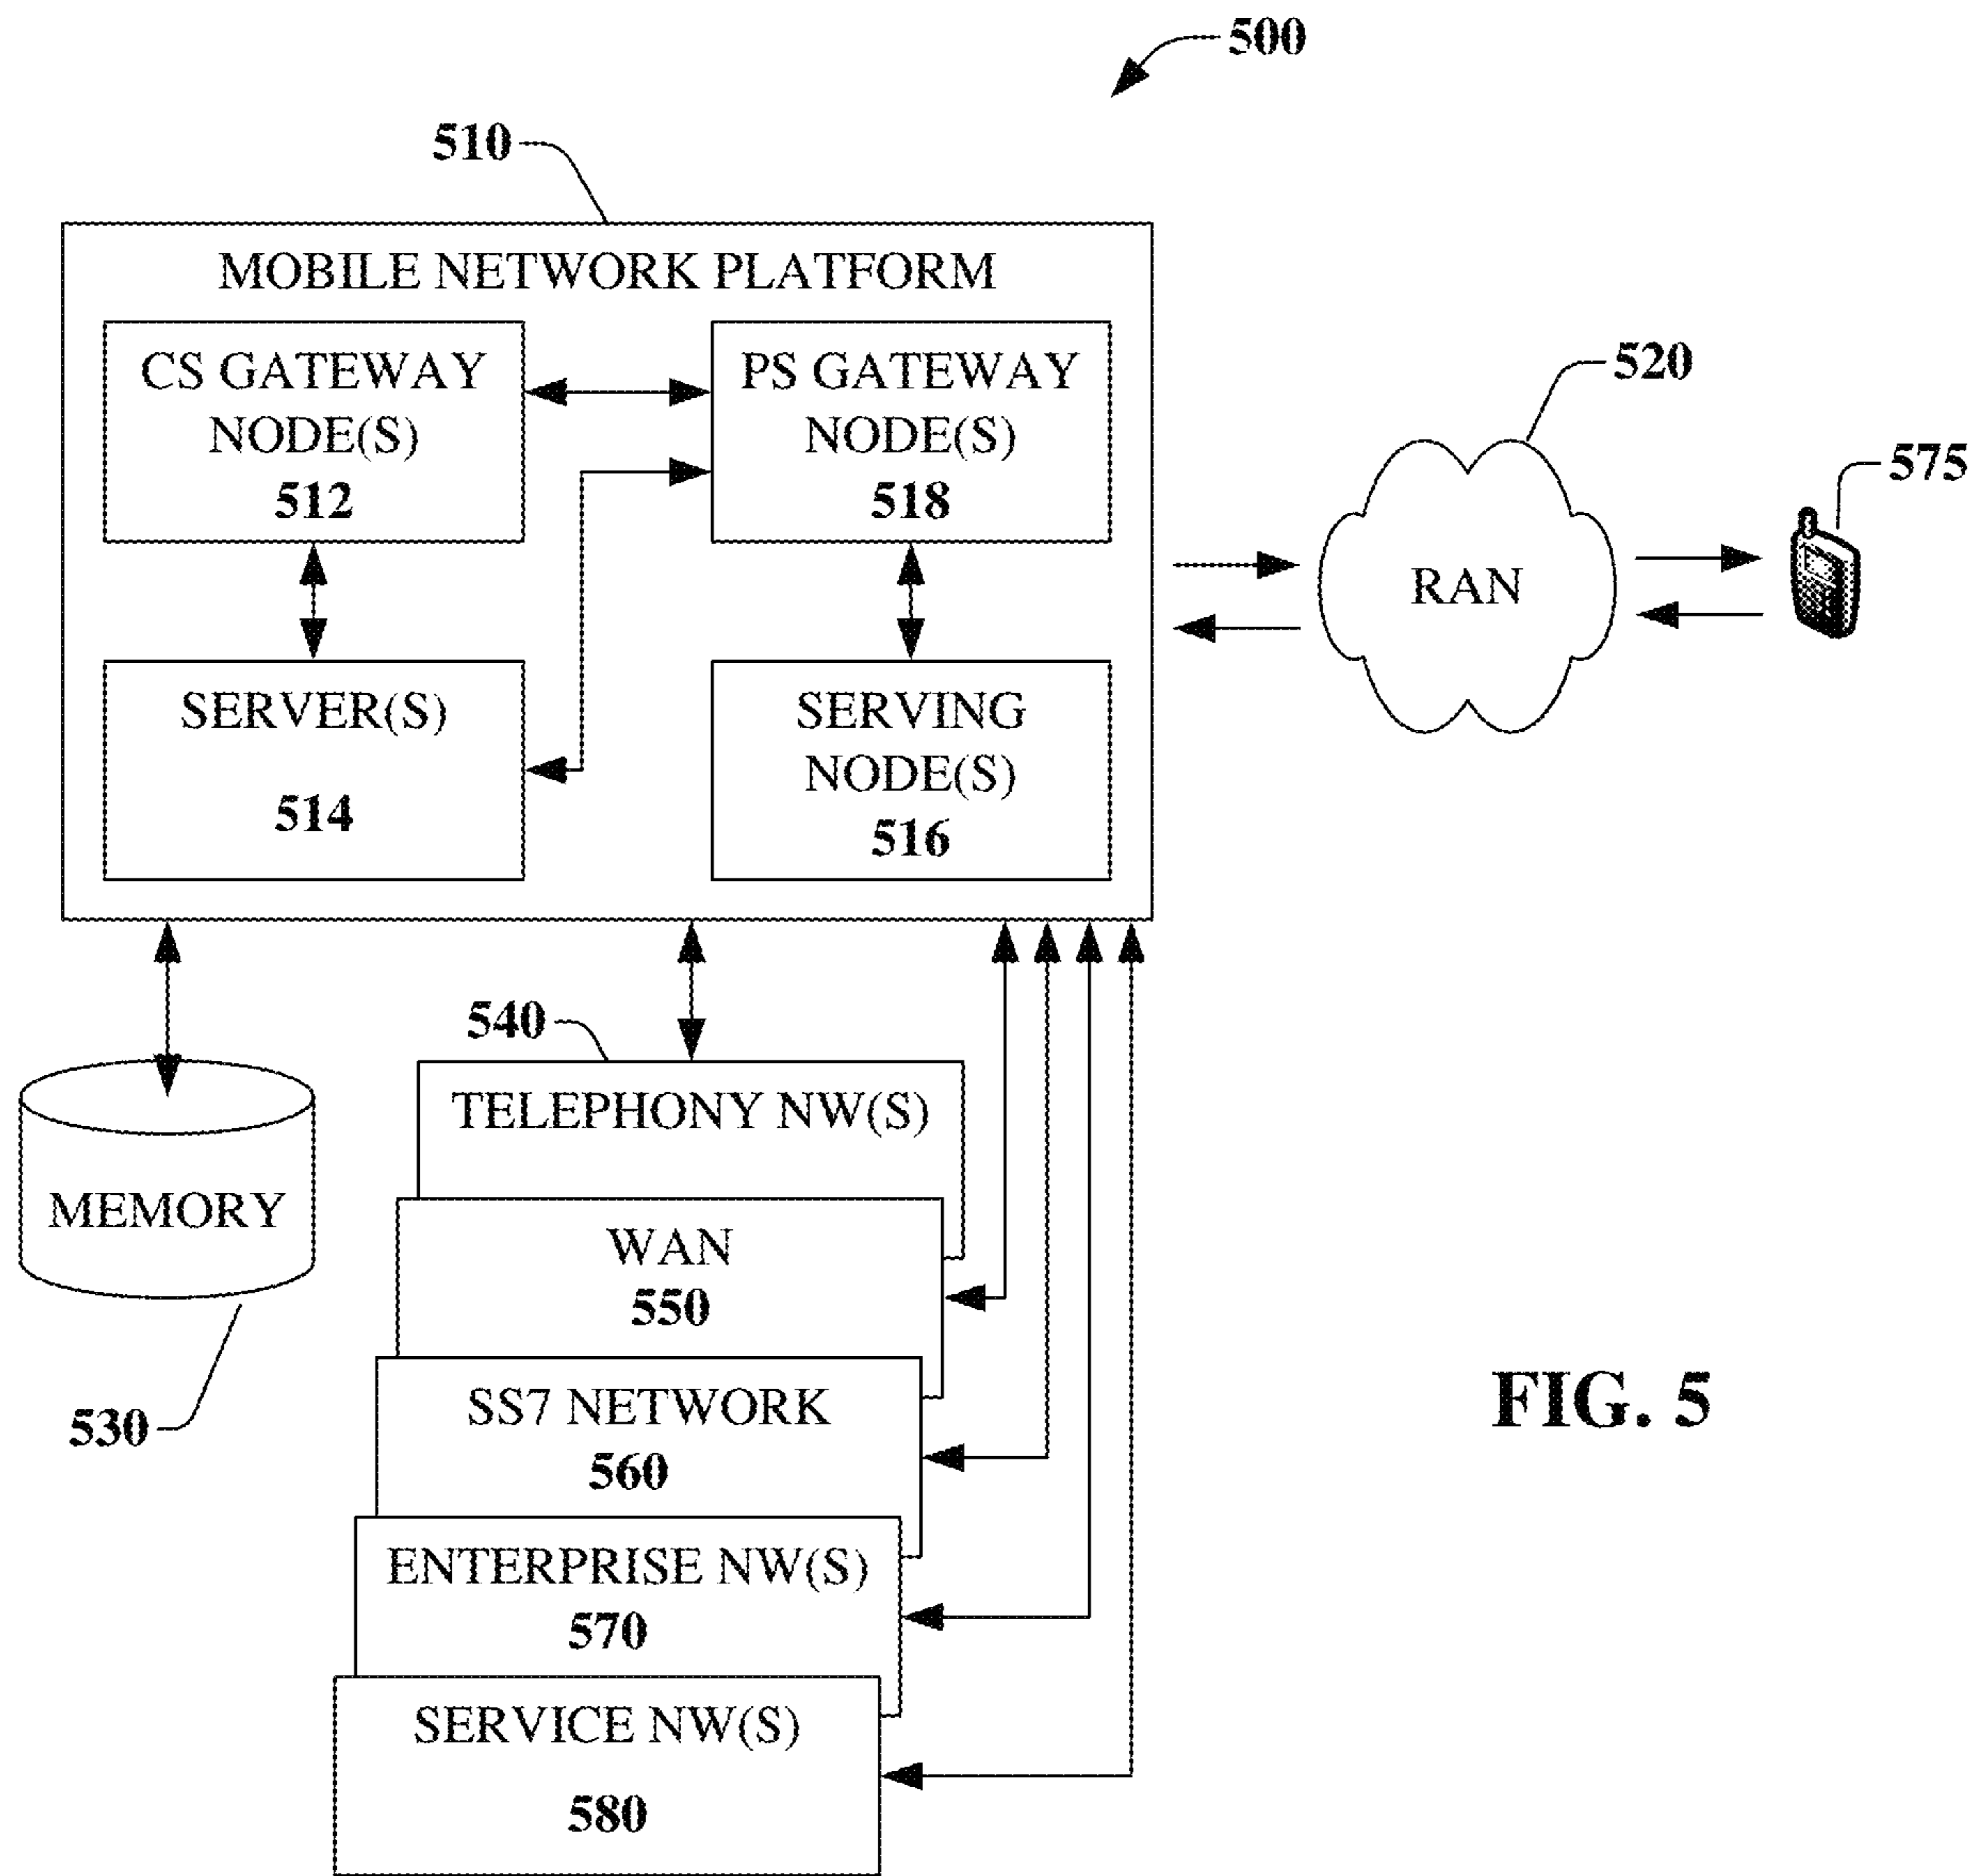 500
510
MOBILE NETWORK PLATFORM
CS GATEWAY
NODE(S)
512
PS GATEWAY
NODE(S)
518
SERVER(S)
514
SERVING
NODE(S)
516
520
RAN
575
540
TELEPHONY NW(S)
MEMORY
530
WAN
550
SS7 NETWORK
560
ENTERPRISE NW(S)
570
SERVICE NW(S)
580
FIG. 5